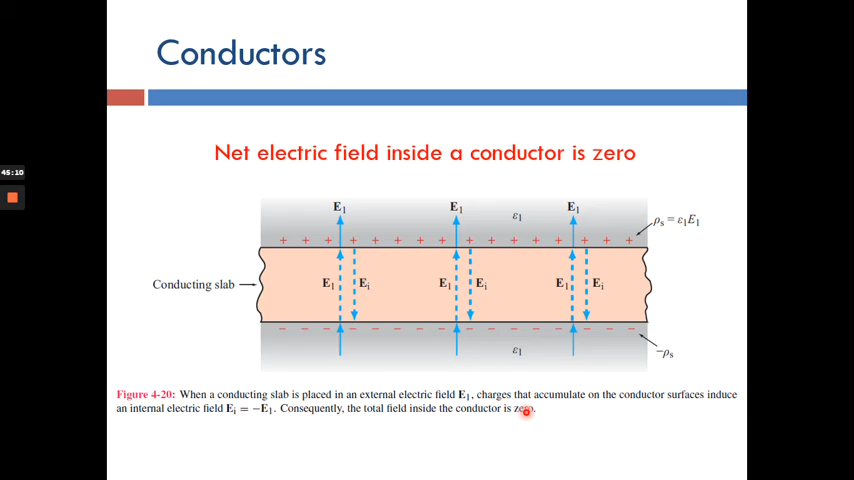 Conductors
45:10
Net electric field inside a conductor is zero
E1 E1 E1
ε1
ρs = ε1E1
+ + + + + + + + + + + + + + + +
Conducting slab
E1 Ei E1 Ei E1 Ei
− − − − − − − − − − − − − − − −
ε1
−ρs
Figure 4-20: When a conducting slab is placed in an external electric field E1, charges that accumulate on the conductor surfaces induce
an internal electric field Ei = −E1. Consequently, the total field inside the conductor is zero.